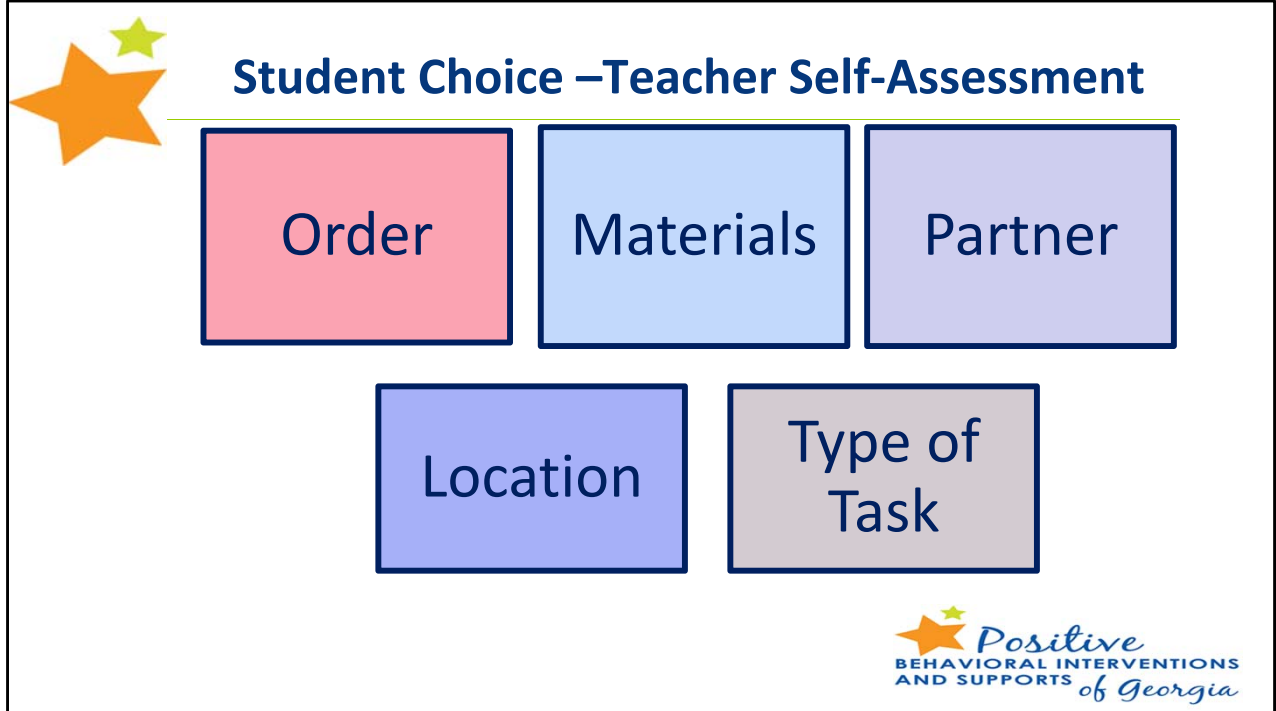 Student Choice –Teacher Self-Assessment
Order
Materials
Partner
Location
Type of
Task
Positive
BEHAVIORAL INTERVENTIONS
AND SUPPORTS of Georgia